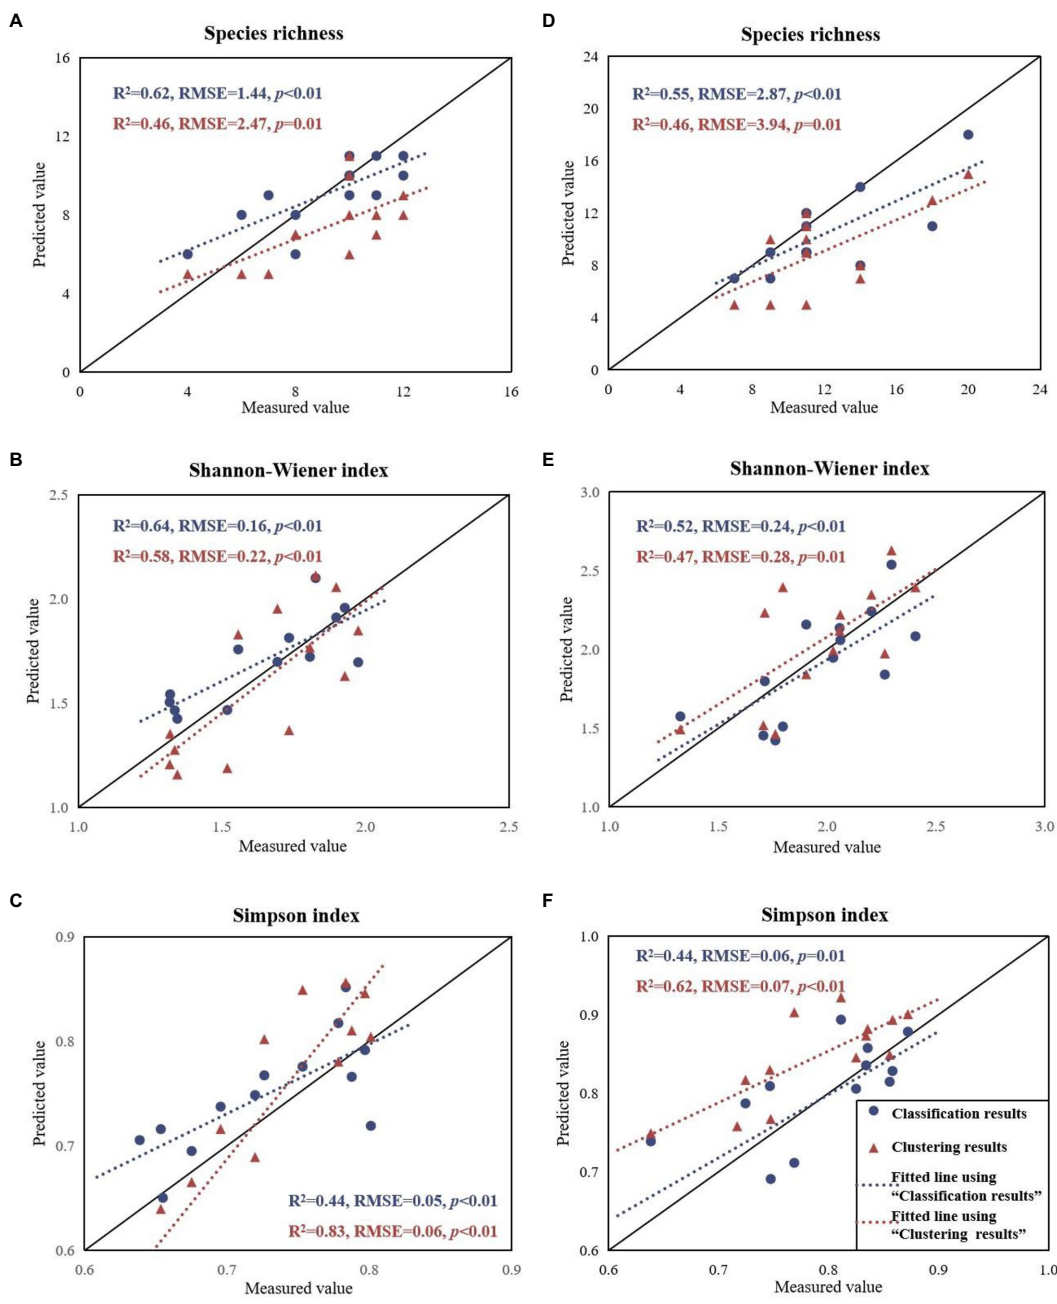 A
Species richness
R²=0.62, RMSE=1.44, p<0.01
R²=0.46, RMSE=2.47, p=0.01
Predicted value
16
12
8
4
0
0 4 8 12 16
Measured value
D
Species richness
R²=0.55, RMSE=2.87, p<0.01
R²=0.46, RMSE=3.94, p=0.01
Predicted value
24
20
16
12
8
4
0
0 4 8 12 16 20 24
Measured value
B
Shannon-Wiener index
R²=0.64, RMSE=0.16, p<0.01
R²=0.58, RMSE=0.22, p<0.01
Predicted value
2.5
2.0
1.5
1.0
1.0 1.5 2.0 2.5
Measured value
E
Shannon-Wiener index
R²=0.52, RMSE=0.24, p<0.01
R²=0.47, RMSE=0.28, p=0.01
Predicted value
3.0
2.5
2.0
1.5
1.0
1.0 1.5 2.0 2.5 3.0
Measured value
C
Simpson index
Predicted value
0.9
0.8
0.7
0.6
R²=0.44, RMSE=0.05, p<0.01
R²=0.83, RMSE=0.06, p<0.01
0.6 0.7 0.8 0.9
Measured value
F
Simpson index
R²=0.44, RMSE=0.06, p=0.01
R²=0.62, RMSE=0.07, p<0.01
Predicted value
1.0
0.9
0.8
0.7
0.6
Classification results
Clustering results
Fitted line using
“Classification results”
Fitted line using
“Clustering results”
0.6 0.7 0.8 0.9 1.0
Measured value